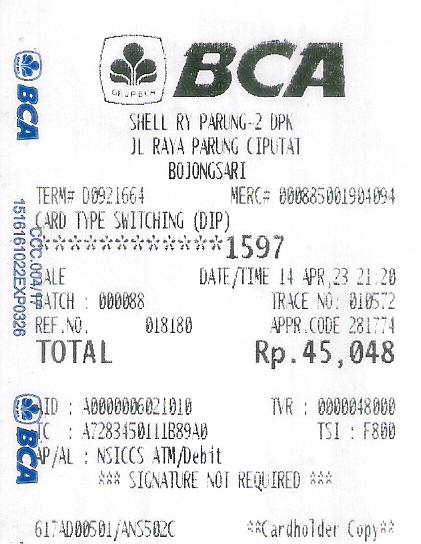 GRUP BCA
BCA
SHELL RY PARUNG-2 DPK
JL RAYA PARUNG CIPUTAT
BOJONGSARI
TERM# D0921664 MERC# 000885001904094
CARD TYPE SWITCHING (DIP)
************1597
SALE DATE/TIME 14 APR,23 21:20
BATCH : 000088 TRACE NO: 010572
REF.NO. 018180 APPR.CODE 281774
TOTAL Rp.45,048
AID : A0000006021010 TVR : 0000048000
TC : A7283450111B89A0 TSI : F800
AP/AL : NSICCS ATM/Debit
*** SIGNATURE NOT REQUIRED ***
617AD00501/ANS502C **Cardholder Copy**
BCA
1516161022EXP0326
BCA